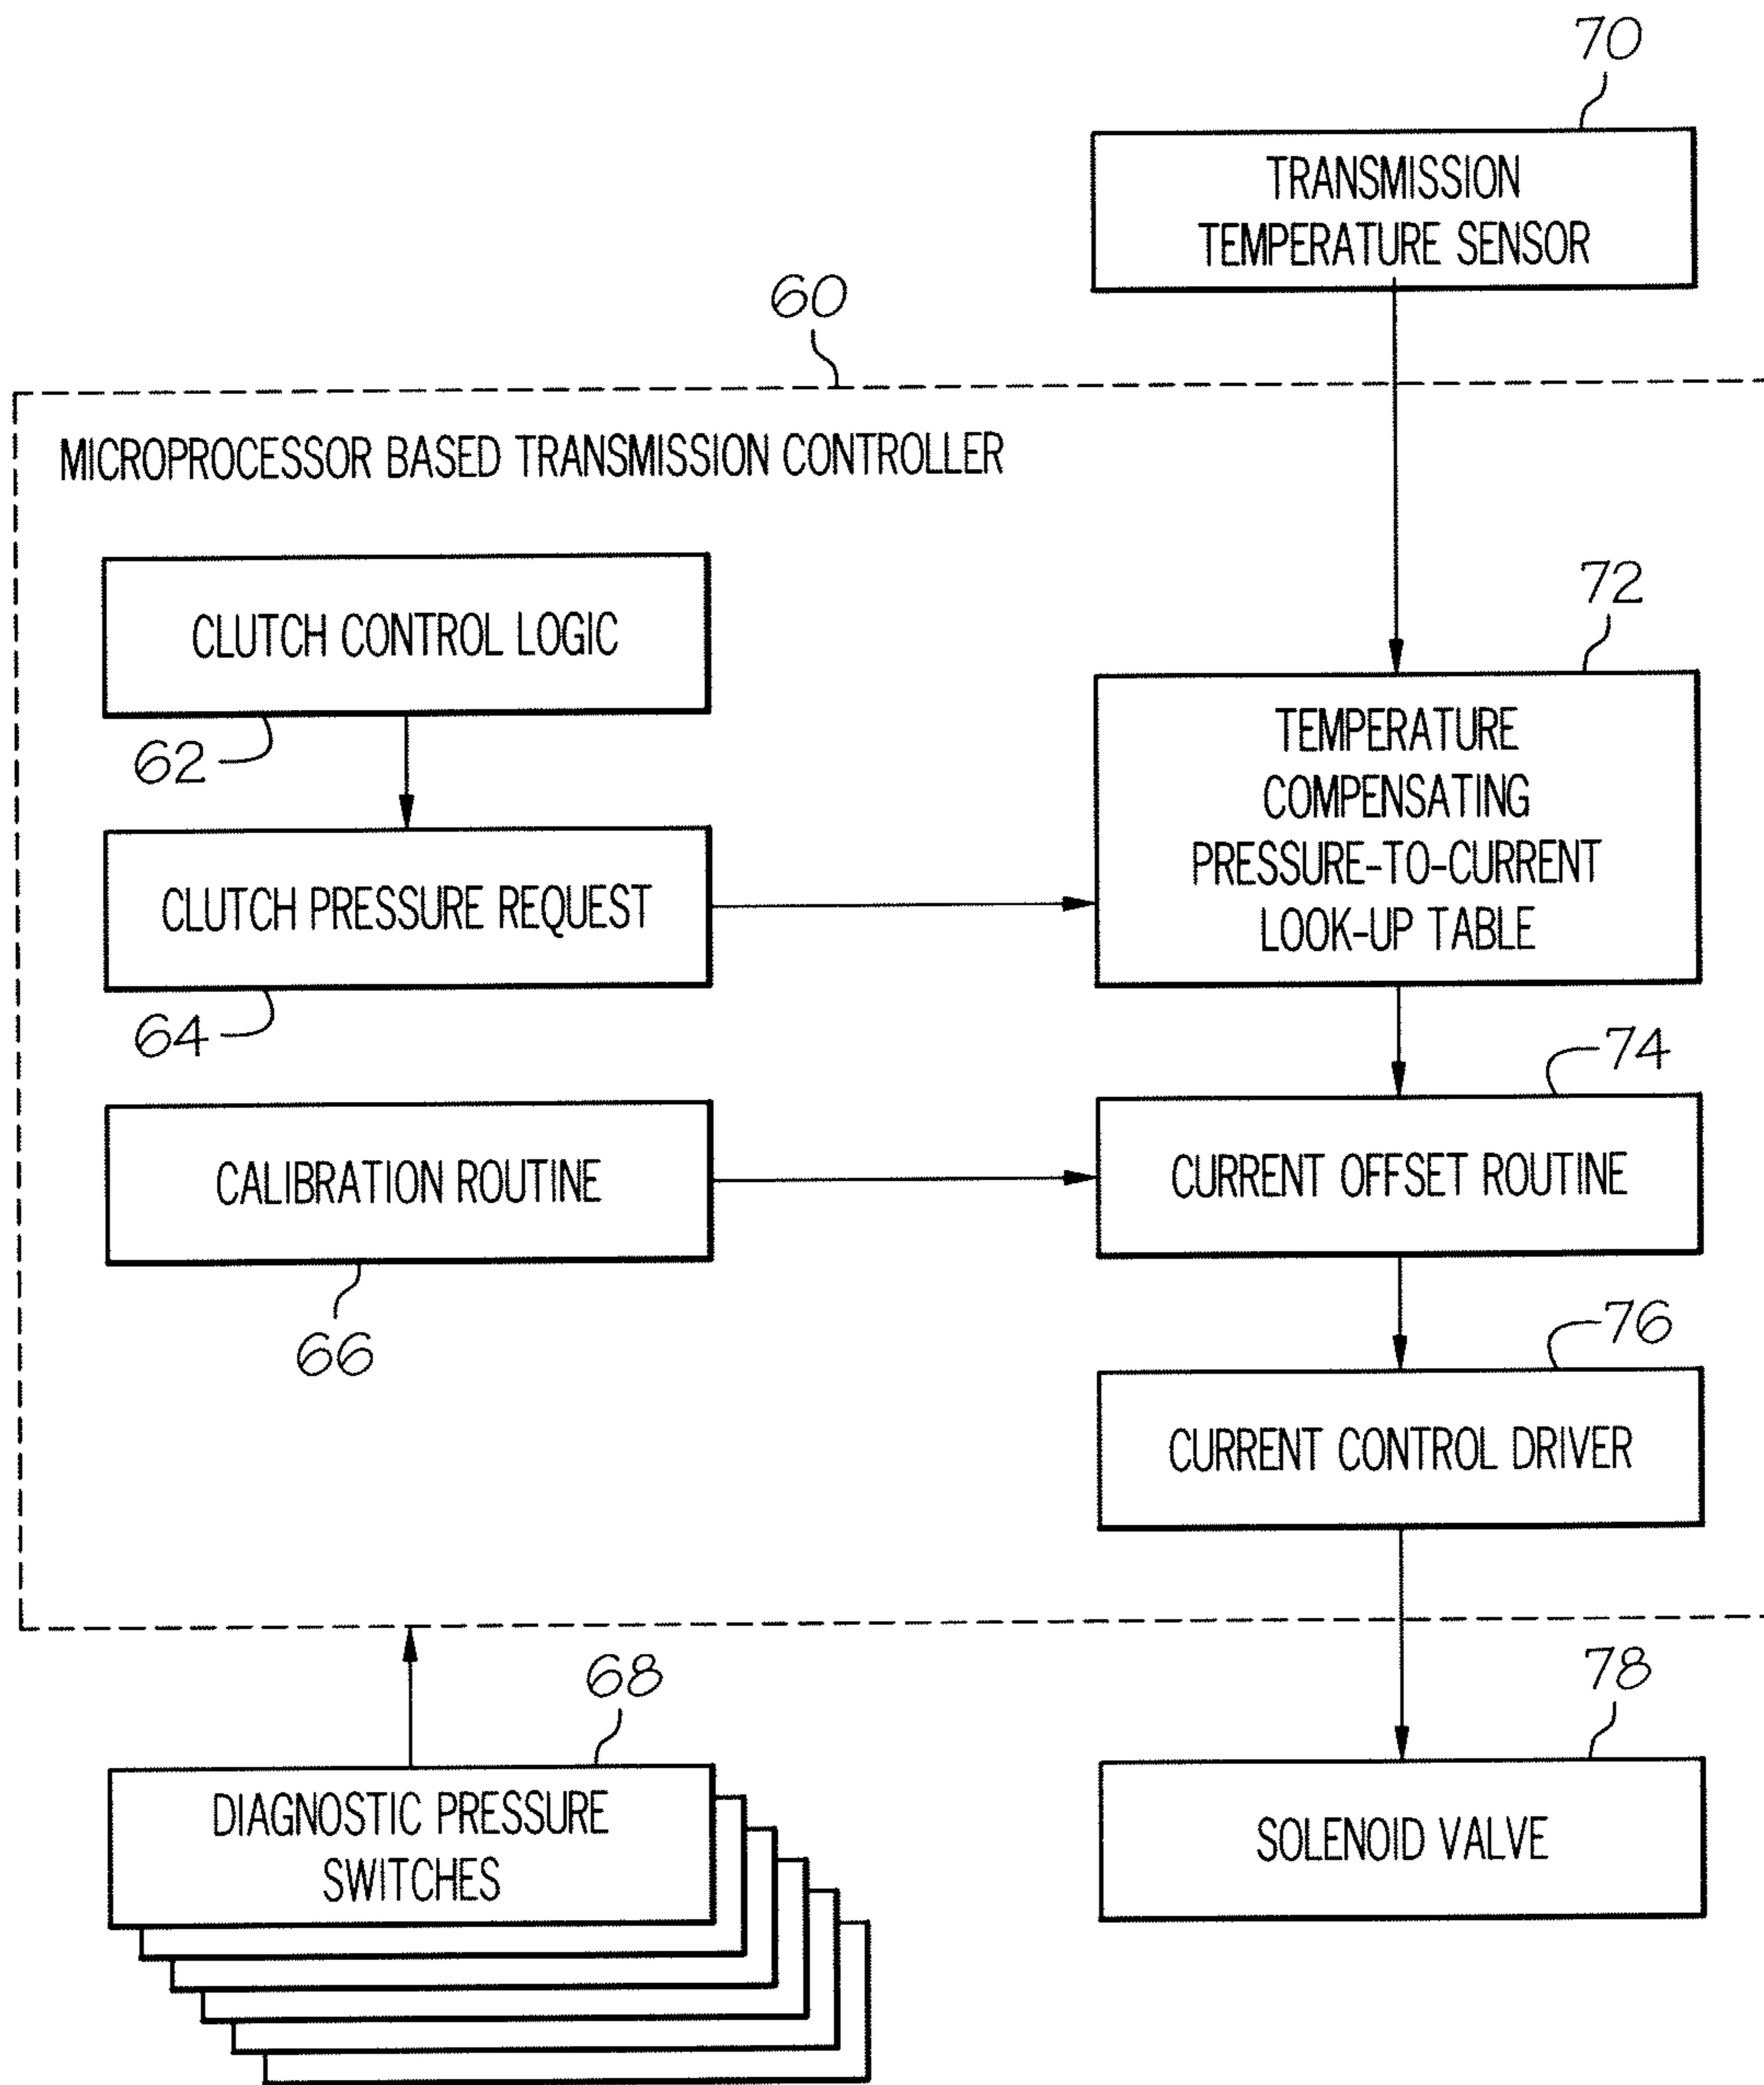 70
TRANSMISSION
TEMPERATURE SENSOR
60
MICROPROCESSOR BASED TRANSMISSION CONTROLLER
CLUTCH CONTROL LOGIC
62
72
TEMPERATURE
COMPENSATING
PRESSURE-TO-CURRENT
LOOK-UP TABLE
CLUTCH PRESSURE REQUEST
64
74
CALIBRATION ROUTINE
66
CURRENT OFFSET ROUTINE
76
CURRENT CONTROL DRIVER
68
DIAGNOSTIC PRESSURE
SWITCHES
78
SOLENOID VALVE